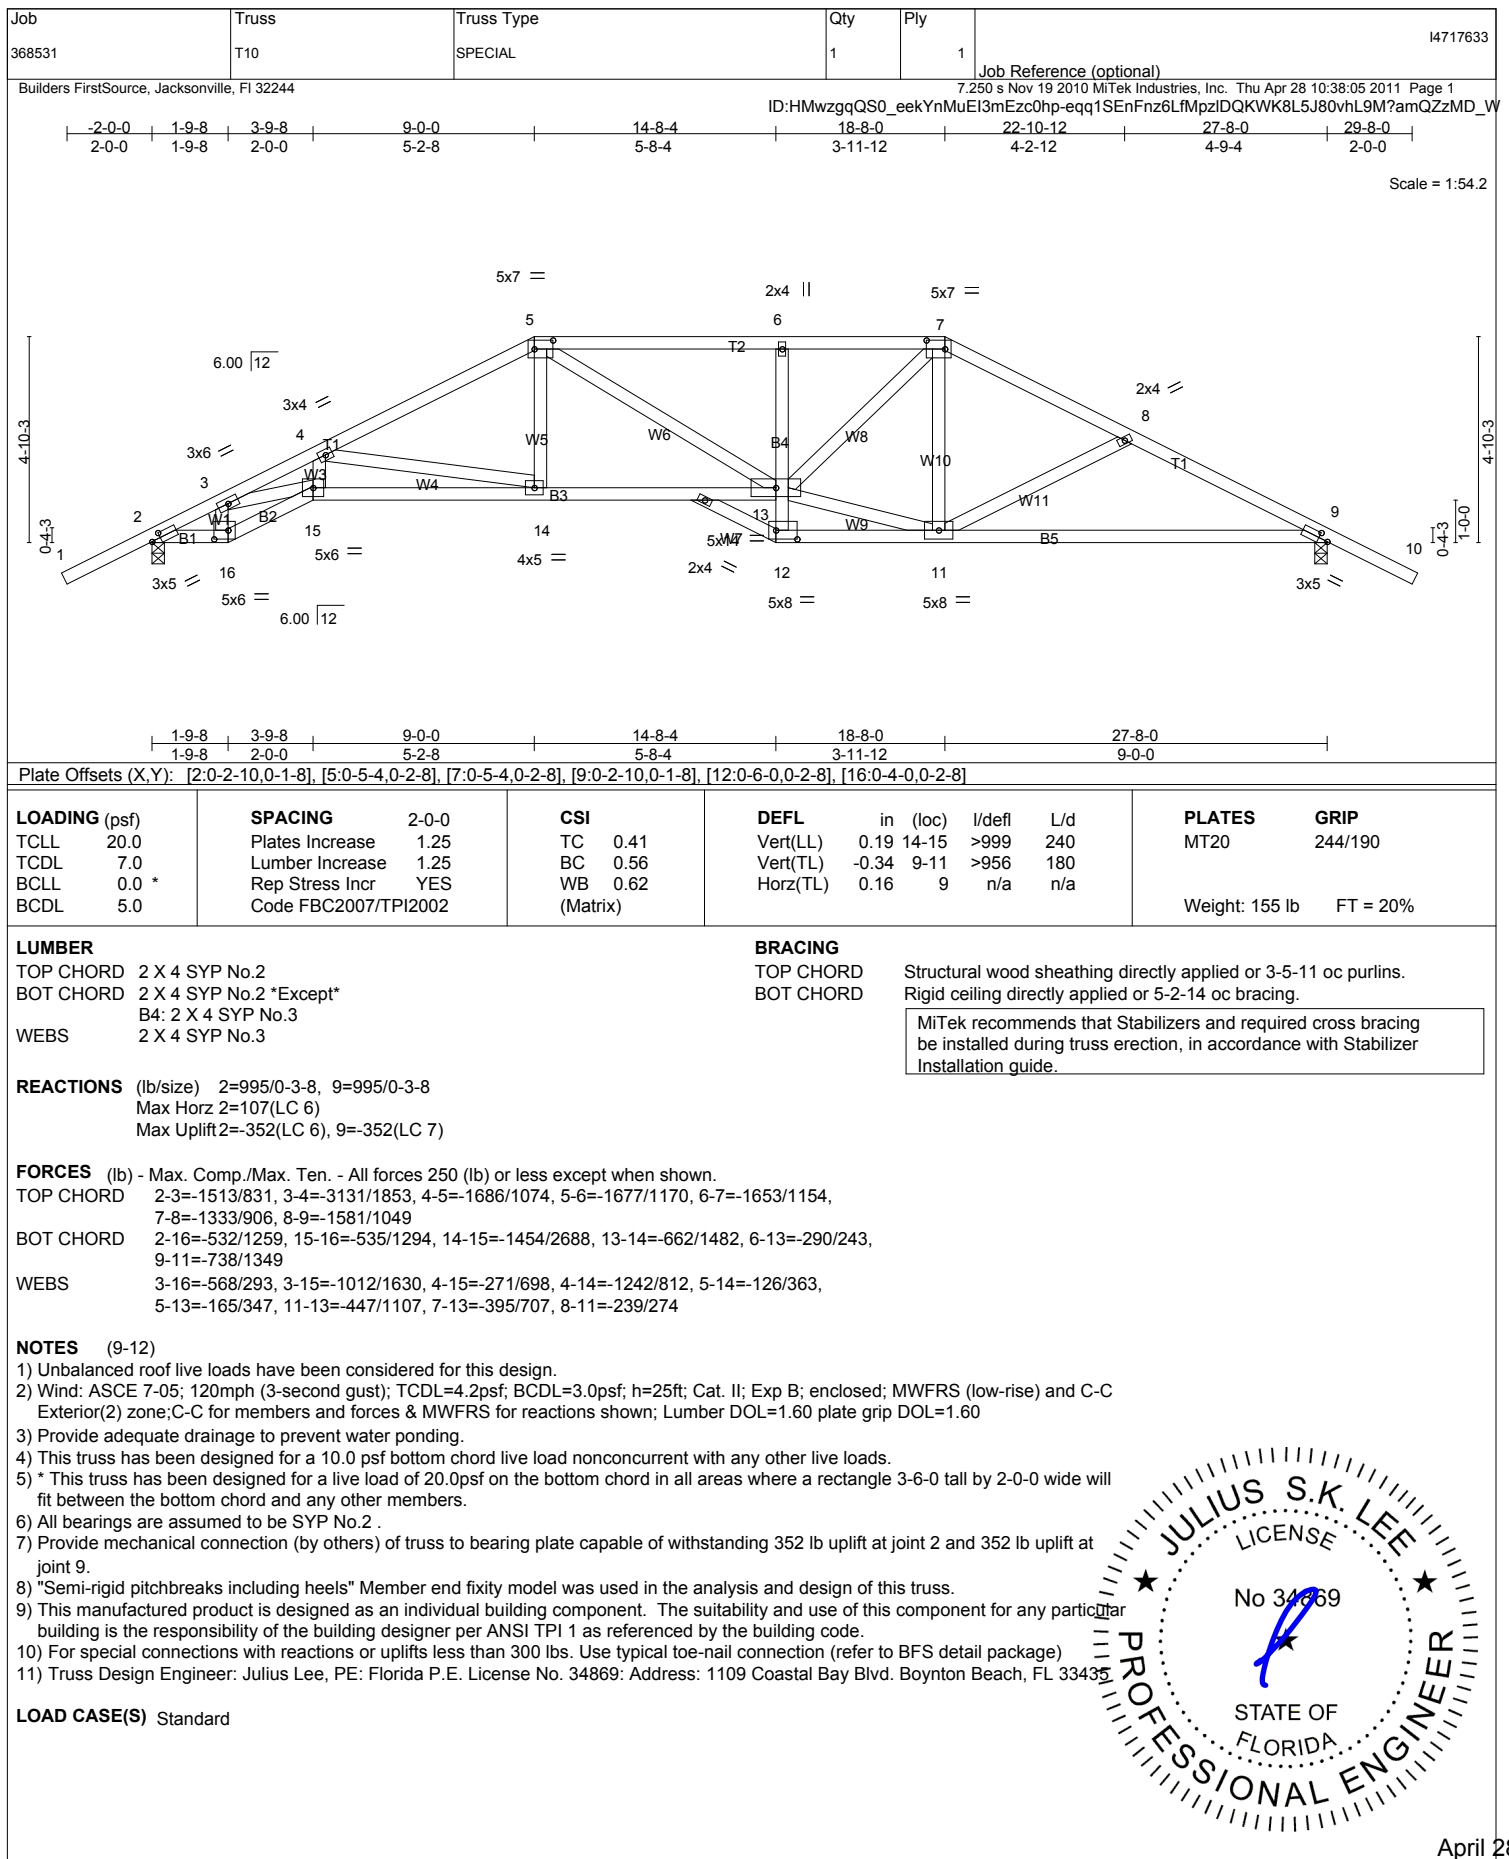 Job Truss Truss Type Qty Ply
I4717633
368531 T10 SPECIAL 1 1
Job Reference (optional)
Builders FirstSource, Jacksonville, Fl 32244 7.250 s Nov 19 2010 MiTek Industries, Inc. Thu Apr 28 10:38:05 2011 Page 1
ID:HMwzgqQS0_eekYnMuEI3mEzc0hp-eqq1SEnFnz6LfMpzIDQKWK8L5J80vhL9M?amQZzMD_W
-2-0-0 1-9-8 3-9-8 9-0-0 14-8-4 18-8-0 22-10-12 27-8-0 29-8-0
2-0-0 1-9-8 2-0-0 5-2-8 5-8-4 3-11-12 4-2-12 4-9-4 2-0-0
Scale = 1:54.2
5x7 =
2x4 ||
5x7 =
5 6 7
6.00 12
T2
3x4
2x4
4 8
T1
3x6
W5 W6 B4 W8 W10 T1
3
W3 W4 B3 W11
2 W1 B2 13 W9 9
4-10-3 4-10-3
0-4-3 0-4-3 1-0-0
1 B1 15 14 5x14 = W7 B5 10
5x6 = 4x5 = 2x4 12 11
3x5 16 3x5
5x6 = 5x8 = 5x8 =
6.00 12
1-9-8 3-9-8 9-0-0 14-8-4 18-8-0 27-8-0
1-9-8 2-0-0 5-2-8 5-8-4 3-11-12 9-0-0
Plate Offsets (X,Y): [2:0-2-10,0-1-8], [5:0-5-4,0-2-8], [7:0-5-4,0-2-8], [9:0-2-10,0-1-8], [12:0-6-0,0-2-8], [16:0-4-0,0-2-8]
LOADING (psf) SPACING 2-0-0 CSI DEFL in (loc) l/defl L/d PLATES GRIP
TCLL 20.0 Plates Increase 1.25 TC 0.41 Vert(LL) 0.19 14-15 >999 240 MT20 244/190
TCDL 7.0 Lumber Increase 1.25 BC 0.56 Vert(TL) -0.34 9-11 >956 180
BCLL 0.0 * Rep Stress Incr YES WB 0.62 Horz(TL) 0.16 9 n/a n/a
BCDL 5.0 Code FBC2007/TPI2002 (Matrix) Weight: 155 lb FT = 20%
LUMBER
TOP CHORD 2 X 4 SYP No.2
BOT CHORD 2 X 4 SYP No.2 *Except*
B4: 2 X 4 SYP No.3
WEBS 2 X 4 SYP No.3
BRACING
TOP CHORD Structural wood sheathing directly applied or 3-5-11 oc purlins.
BOT CHORD Rigid ceiling directly applied or 5-2-14 oc bracing.
MiTek recommends that Stabilizers and required cross bracing
be installed during truss erection, in accordance with Stabilizer
Installation guide.
REACTIONS (lb/size) 2=995/0-3-8, 9=995/0-3-8
Max Horz 2=107(LC 6)
Max Uplift 2=-352(LC 6), 9=-352(LC 7)
FORCES (lb) - Max. Comp./Max. Ten. - All forces 250 (lb) or less except when shown.
TOP CHORD 2-3=-1513/831, 3-4=-3131/1853, 4-5=-1686/1074, 5-6=-1677/1170, 6-7=-1653/1154,
7-8=-1333/906, 8-9=-1581/1049
BOT CHORD 2-16=-532/1259, 15-16=-535/1294, 14-15=-1454/2688, 13-14=-662/1482, 6-13=-290/243,
9-11=-738/1349
WEBS 3-16=-568/293, 3-15=-1012/1630, 4-15=-271/698, 4-14=-1242/812, 5-14=-126/363,
5-13=-165/347, 11-13=-447/1107, 7-13=-395/707, 8-11=-239/274
NOTES (9-12)
1) Unbalanced roof live loads have been considered for this design.
2) Wind: ASCE 7-05; 120mph (3-second gust); TCDL=4.2psf; BCDL=3.0psf; h=25ft; Cat. II; Exp B; enclosed; MWFRS (low-rise) and C-C
Exterior(2) zone;C-C for members and forces & MWFRS for reactions shown; Lumber DOL=1.60 plate grip DOL=1.60
3) Provide adequate drainage to prevent water ponding.
4) This truss has been designed for a 10.0 psf bottom chord live load nonconcurrent with any other live loads.
5) * This truss has been designed for a live load of 20.0psf on the bottom chord in all areas where a rectangle 3-6-0 tall by 2-0-0 wide will
fit between the bottom chord and any other members.
6) All bearings are assumed to be SYP No.2 .
7) Provide mechanical connection (by others) of truss to bearing plate capable of withstanding 352 lb uplift at joint 2 and 352 lb uplift at
joint 9.
8) "Semi-rigid pitchbreaks including heels" Member end fixity model was used in the analysis and design of this truss.
9) This manufactured product is designed as an individual building component. The suitability and use of this component for any particular
building is the responsibility of the building designer per ANSI TPI 1 as referenced by the building code.
10) For special connections with reactions or uplifts less than 300 lbs. Use typical toe-nail connection (refer to BFS detail package)
11) Truss Design Engineer: Julius Lee, PE: Florida P.E. License No. 34869: Address: 1109 Coastal Bay Blvd. Boynton Beach, FL 33435
LOAD CASE(S) Standard
JULIUS S.K. LEE
LICENSE
No 34869
STATE OF
FLORIDA
PROFESSIONAL ENGINEER
April 28